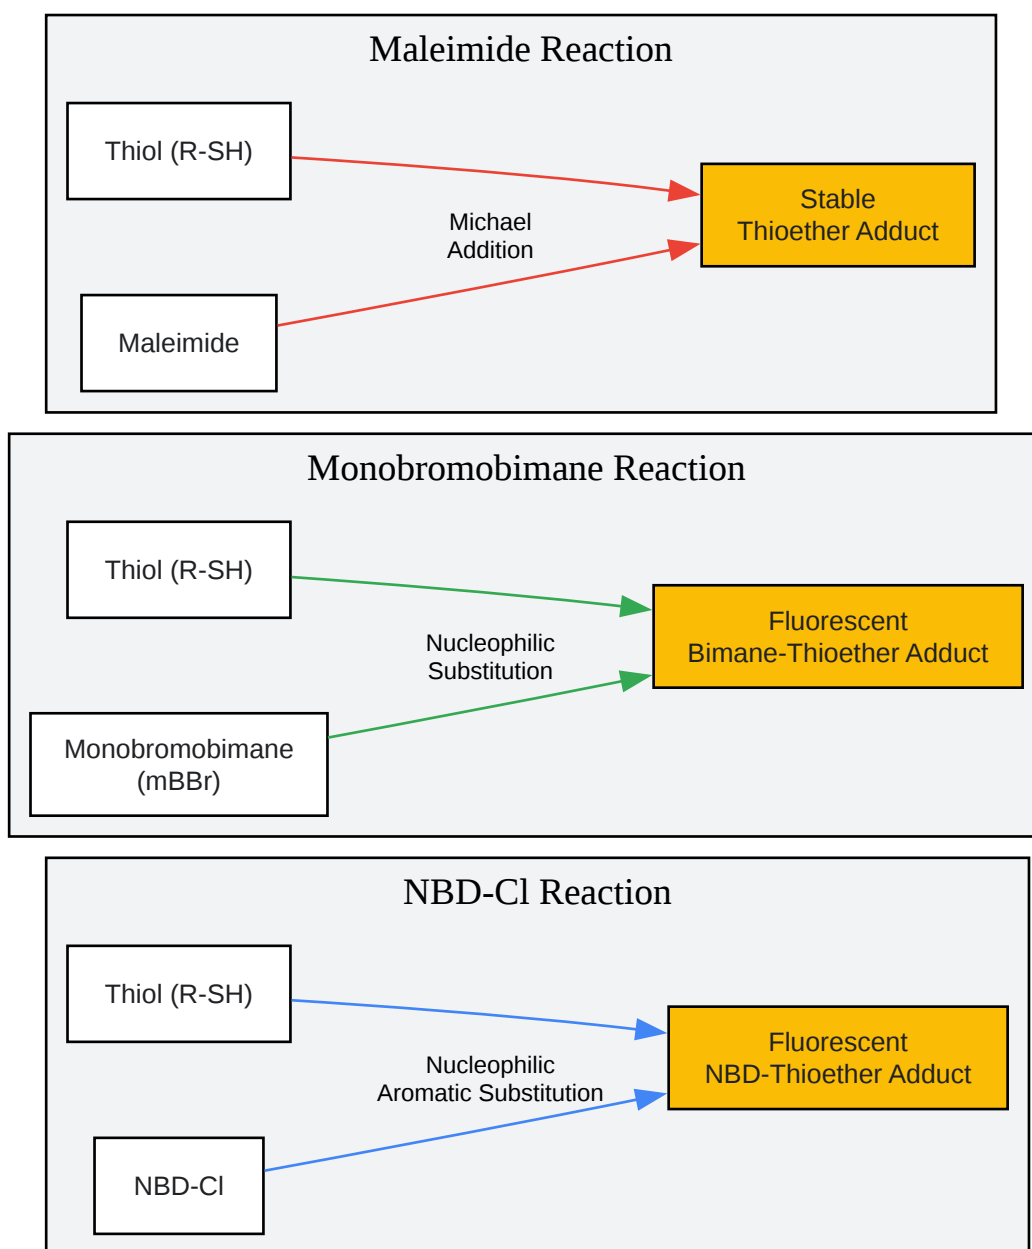 Maleimide Reaction
Thiol (R-SH)
Michael
Addition
Stable
Thioether Adduct
Maleimide
Monobromobimane Reaction
Thiol (R-SH)
Nucleophilic
Substitution
Fluorescent
Bimane-Thioether Adduct
Monobromobimane
(mBBr)
NBD-Cl Reaction
Thiol (R-SH)
Nucleophilic
Aromatic Substitution
Fluorescent
NBD-Thioether Adduct
NBD-Cl